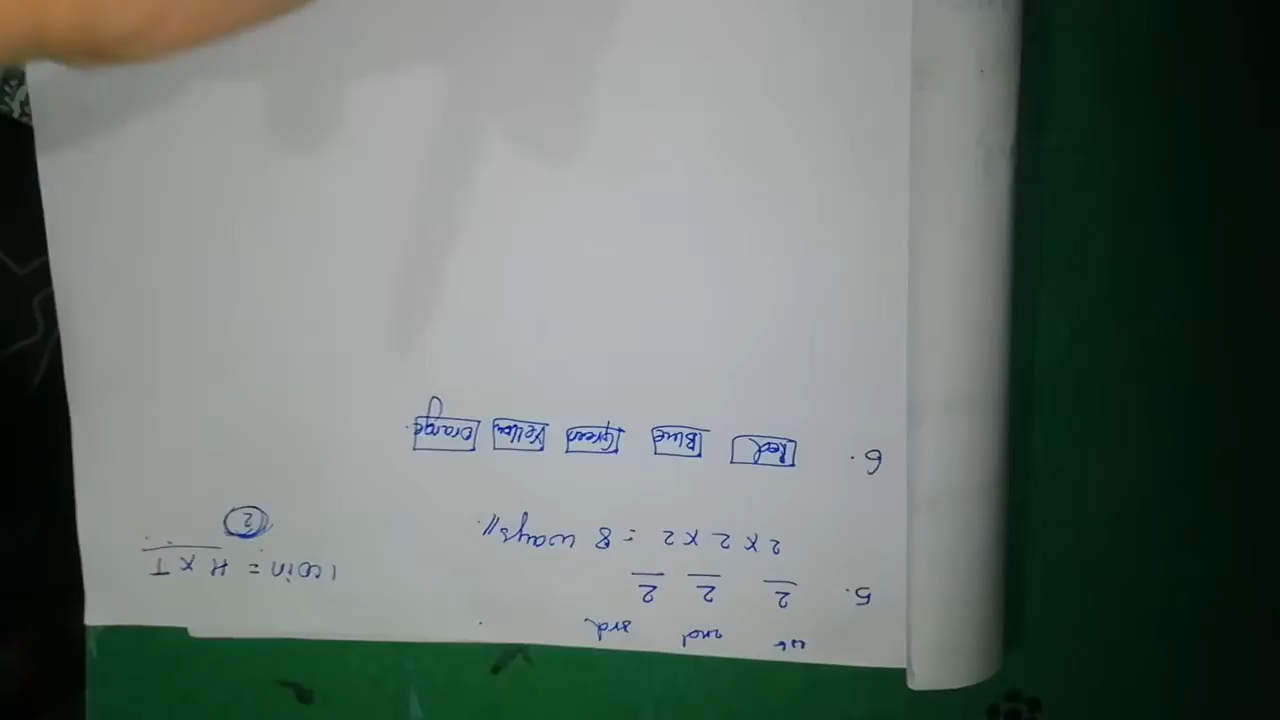 1st 2nd 3rd
5. 2 2 2
2 x 2 x 2 = 8 ways//.
1 coin = H x T
2
6. Red Blue Green Yellow Orange.